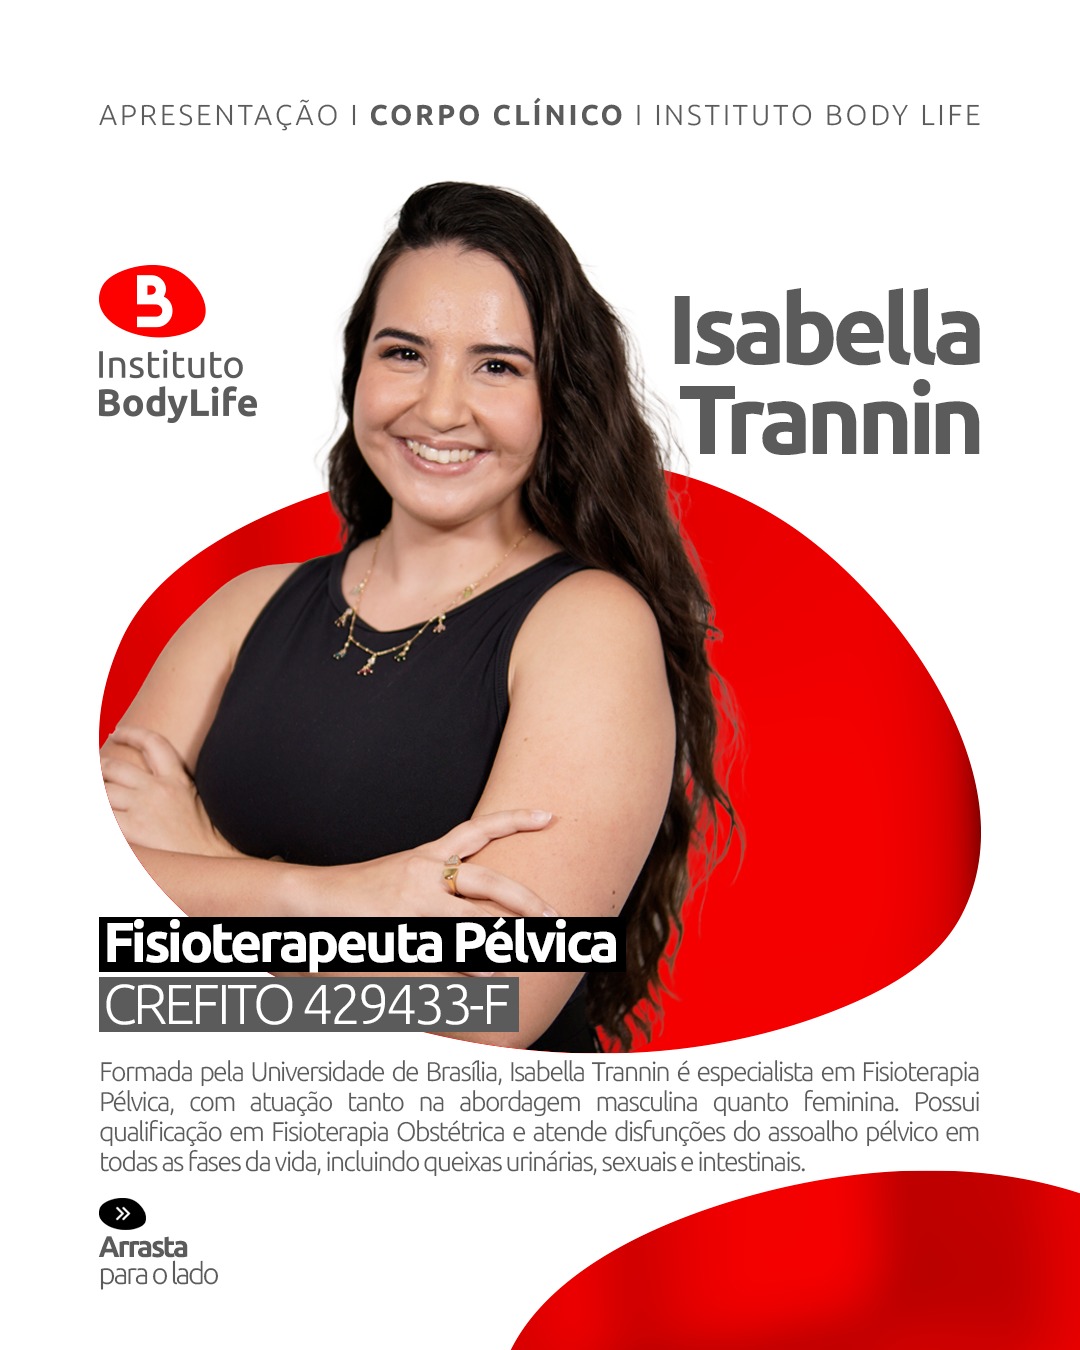 APRESENTAÇÃO I CORPO CLÍNICO I INSTITUTO BODY LIFE
B
Instituto
BodyLife
Isabella
Trannin
Fisioterapeuta Pélvica
CREFITO 429433-F
Formada pela Universidade de Brasília, Isabella Trannin é especialista em Fisioterapia
Pélvica, com atuação tanto na abordagem masculina quanto feminina. Possui
qualificação em Fisioterapia Obstétrica e atende disfunções do assoalho pélvico em
todas as fases da vida, incluindo queixas urinárias, sexuais e intestinais.
Arrasta
para o lado